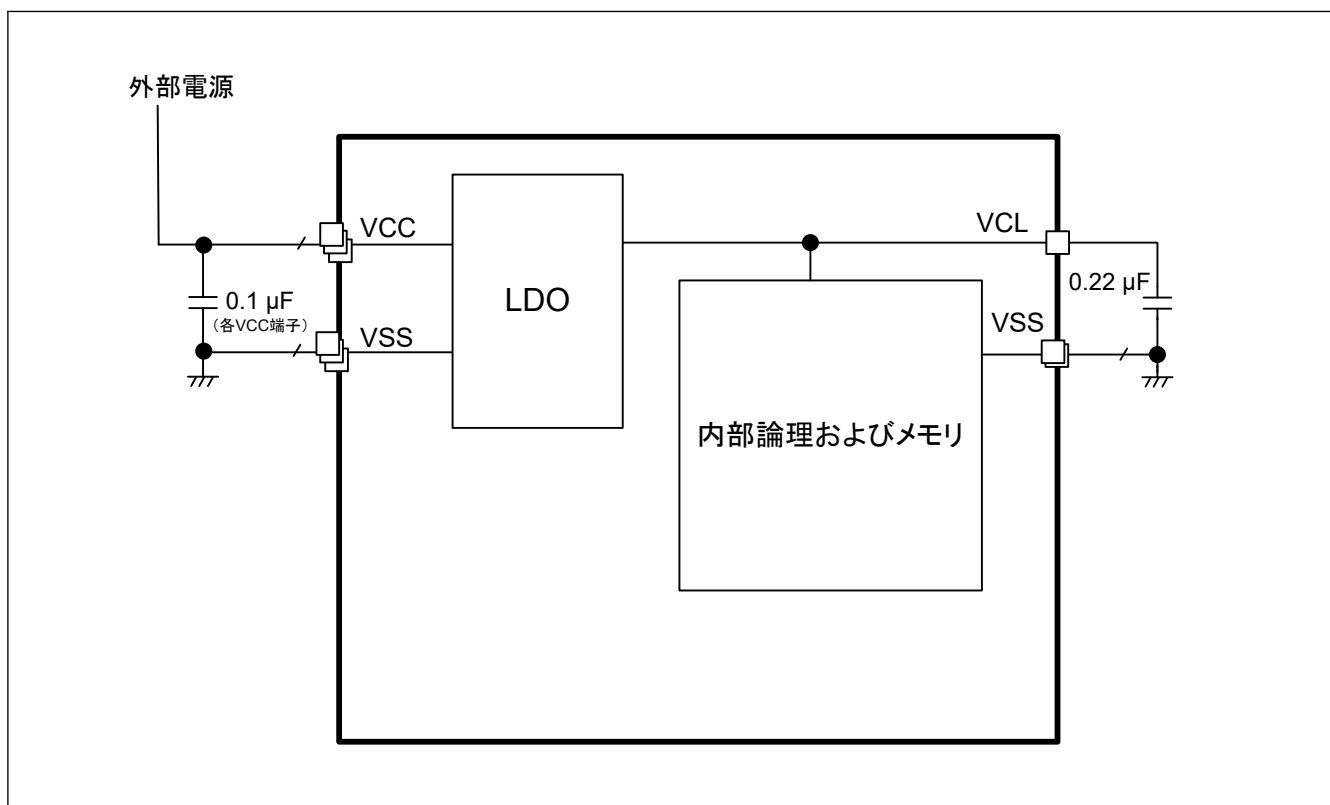 外部電源
VCC
VCL
LDO
0.1 µF
(各VCC端子)
0.22 µF
VSS
VSS
内部論理およびメモリ